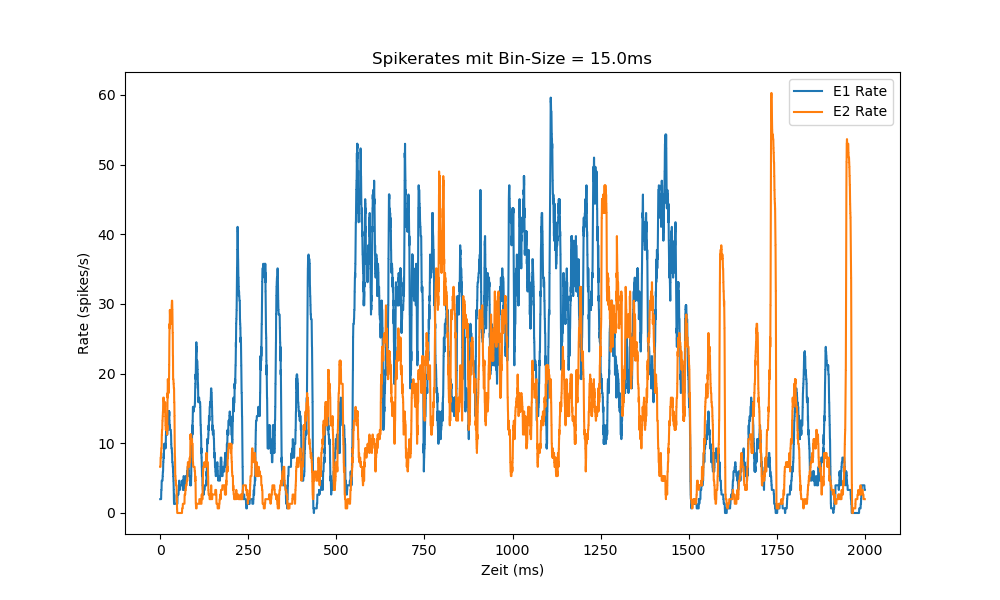 Spikerates mit Bin-Size = 15.0ms
E1 Rate
E2 Rate
Rate (spikes/s)
60
50
40
30
20
10
0
0 250 500 750 1000 1250 1500 1750 2000
Zeit (ms)